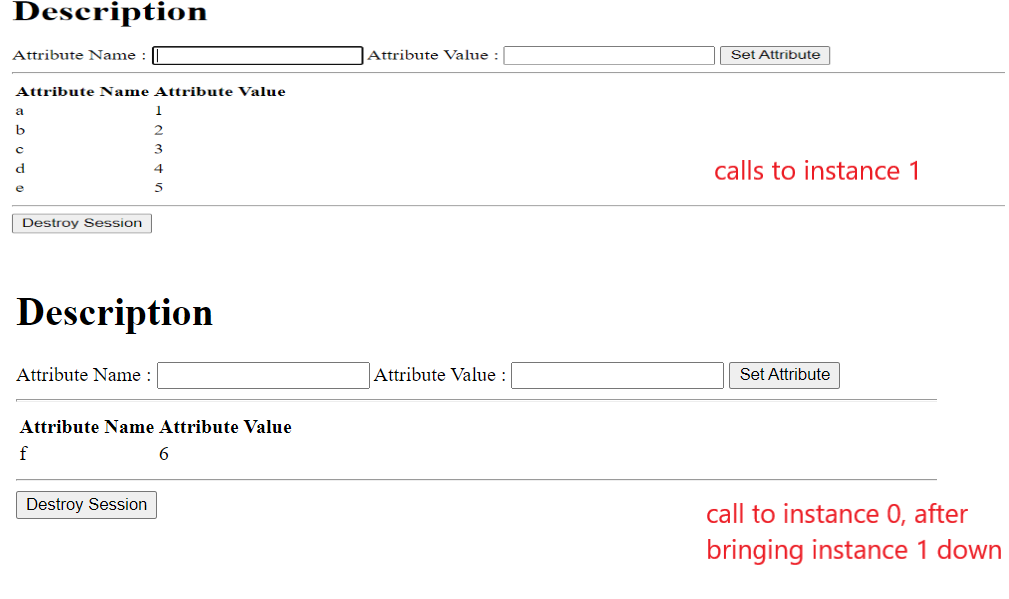 Description
Attribute Name : Attribute Value : Set Attribute
Attribute Name Attribute Value
a 1
b 2
c 3
d 4
e 5
calls to instance 1
Destroy Session
Description
Attribute Name : Attribute Value : Set Attribute
Attribute Name Attribute Value
f 6
Destroy Session
call to instance 0, after
bringing instance 1 down